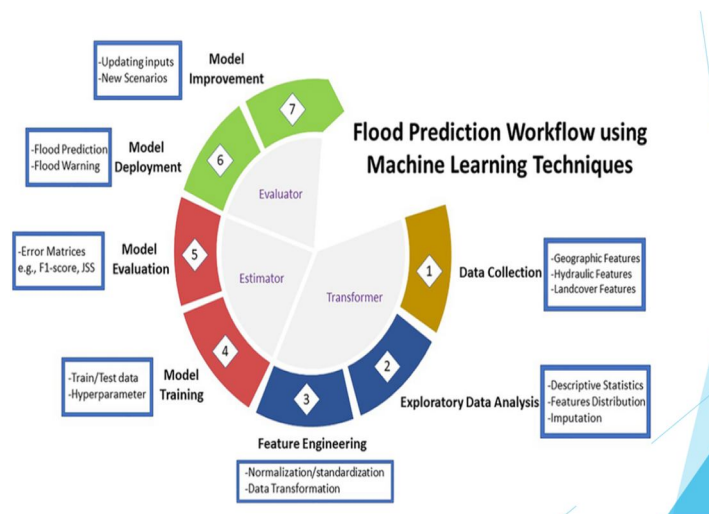 Flood Prediction Workflow using
Machine Learning Techniques
1
Data Collection
-Geographic Features
-Hydraulic Features
-Landcover Features
2
Exploratory Data Analysis
-Descriptive Statistics
-Features Distribution
-Imputation
3
Feature Engineering
-Normalization/standardization
-Data Transformation
4
Model
Training
-Train/Test data
-Hyperparameter
5
Model
Evaluation
-Error Matrices
e.g., F1-score, JSS
6
Model
Deployment
-Flood Prediction
-Flood Warning
7
Model
Improvement
-Updating inputs
-New Scenarios
Evaluator
Estimator
Transformer